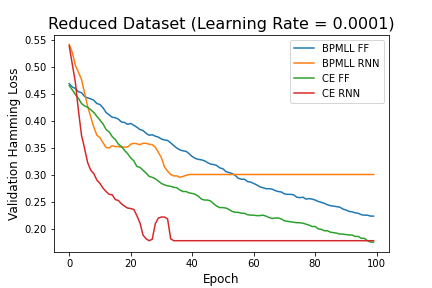 Reduced Dataset (Learning Rate = 0.0001)
BPMLL FF
BPMLL RNN
CE FF
CE RNN
Validation Hamming Loss
0.55
0.50
0.45
0.40
0.35
0.30
0.25
0.20
0
20
40
60
80
100
Epoch